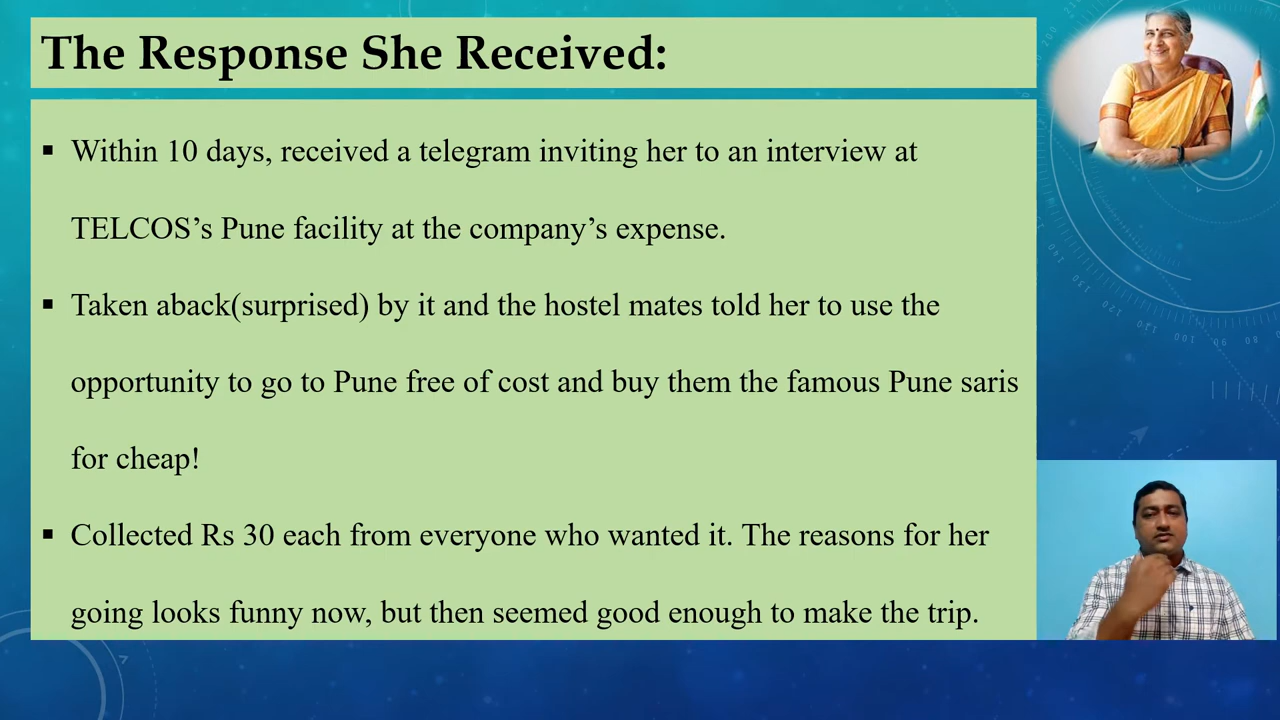 The Response She Received:
▪ Within 10 days, received a telegram inviting her to an interview at
TELCOS’s Pune facility at the company’s expense.
▪ Taken aback(surprised) by it and the hostel mates told her to use the
opportunity to go to Pune free of cost and buy them the famous Pune saris
for cheap!
▪ Collected Rs 30 each from everyone who wanted it. The reasons for her
going looks funny now, but then seemed good enough to make the trip.